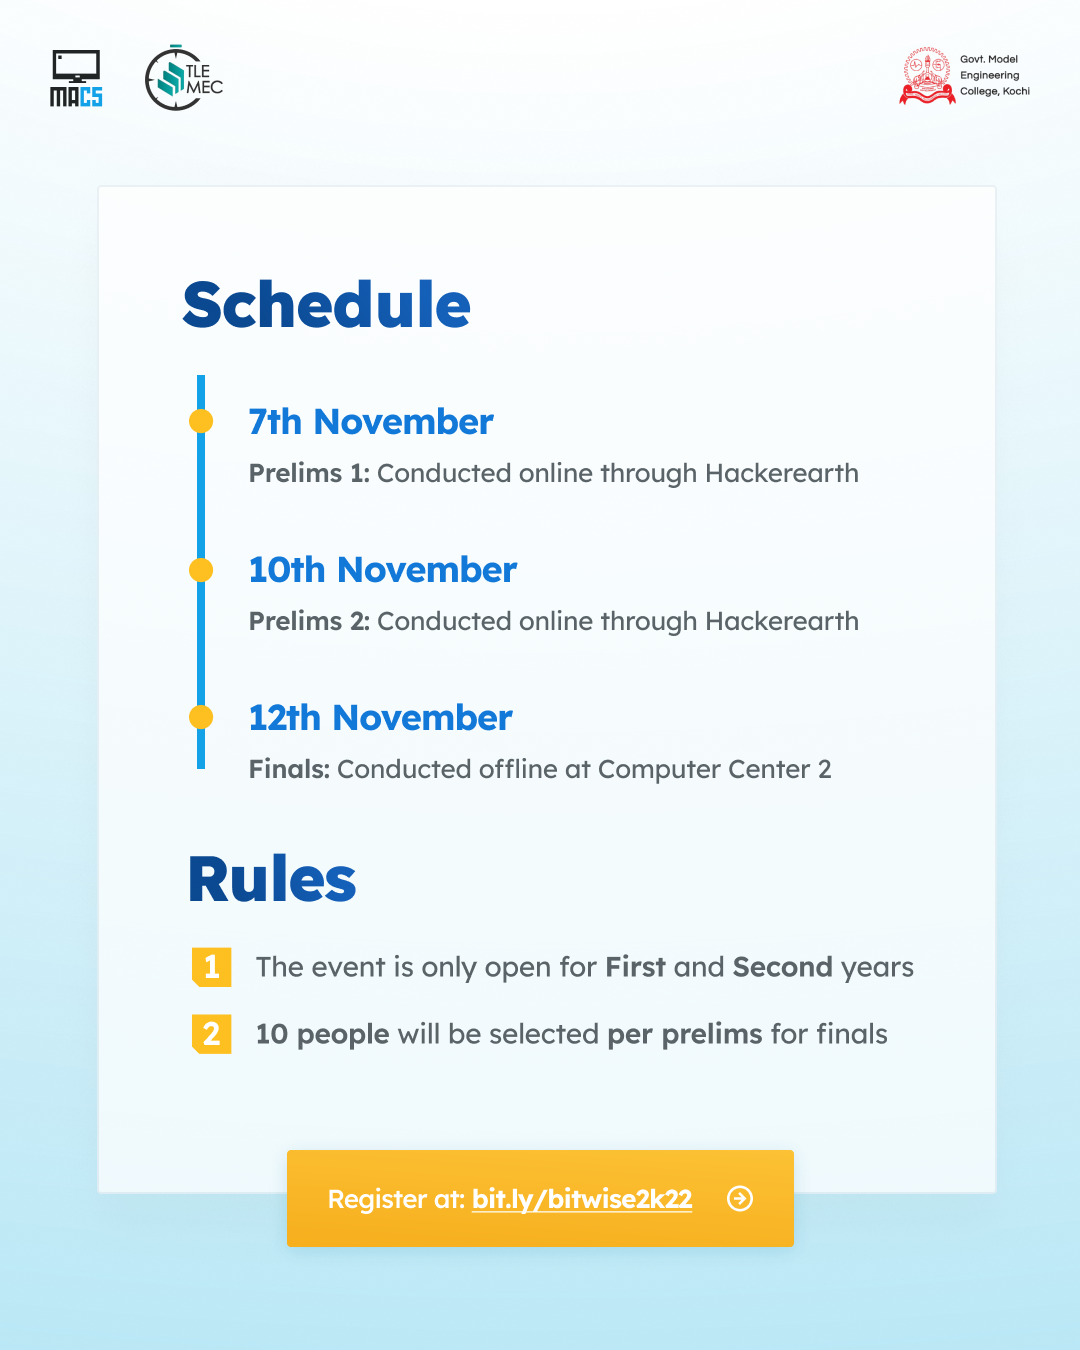 MACS
TLE
MEC
Govt. Model
Engineering
College, Kochi
Schedule
7th November
Prelims 1: Conducted online through Hackerearth
10th November
Prelims 2: Conducted online through Hackerearth
12th November
Finals: Conducted offline at Computer Center 2
Rules
1 The event is only open for First and Second years
2 10 people will be selected per prelims for finals
Register at: bit.ly/bitwise2k22